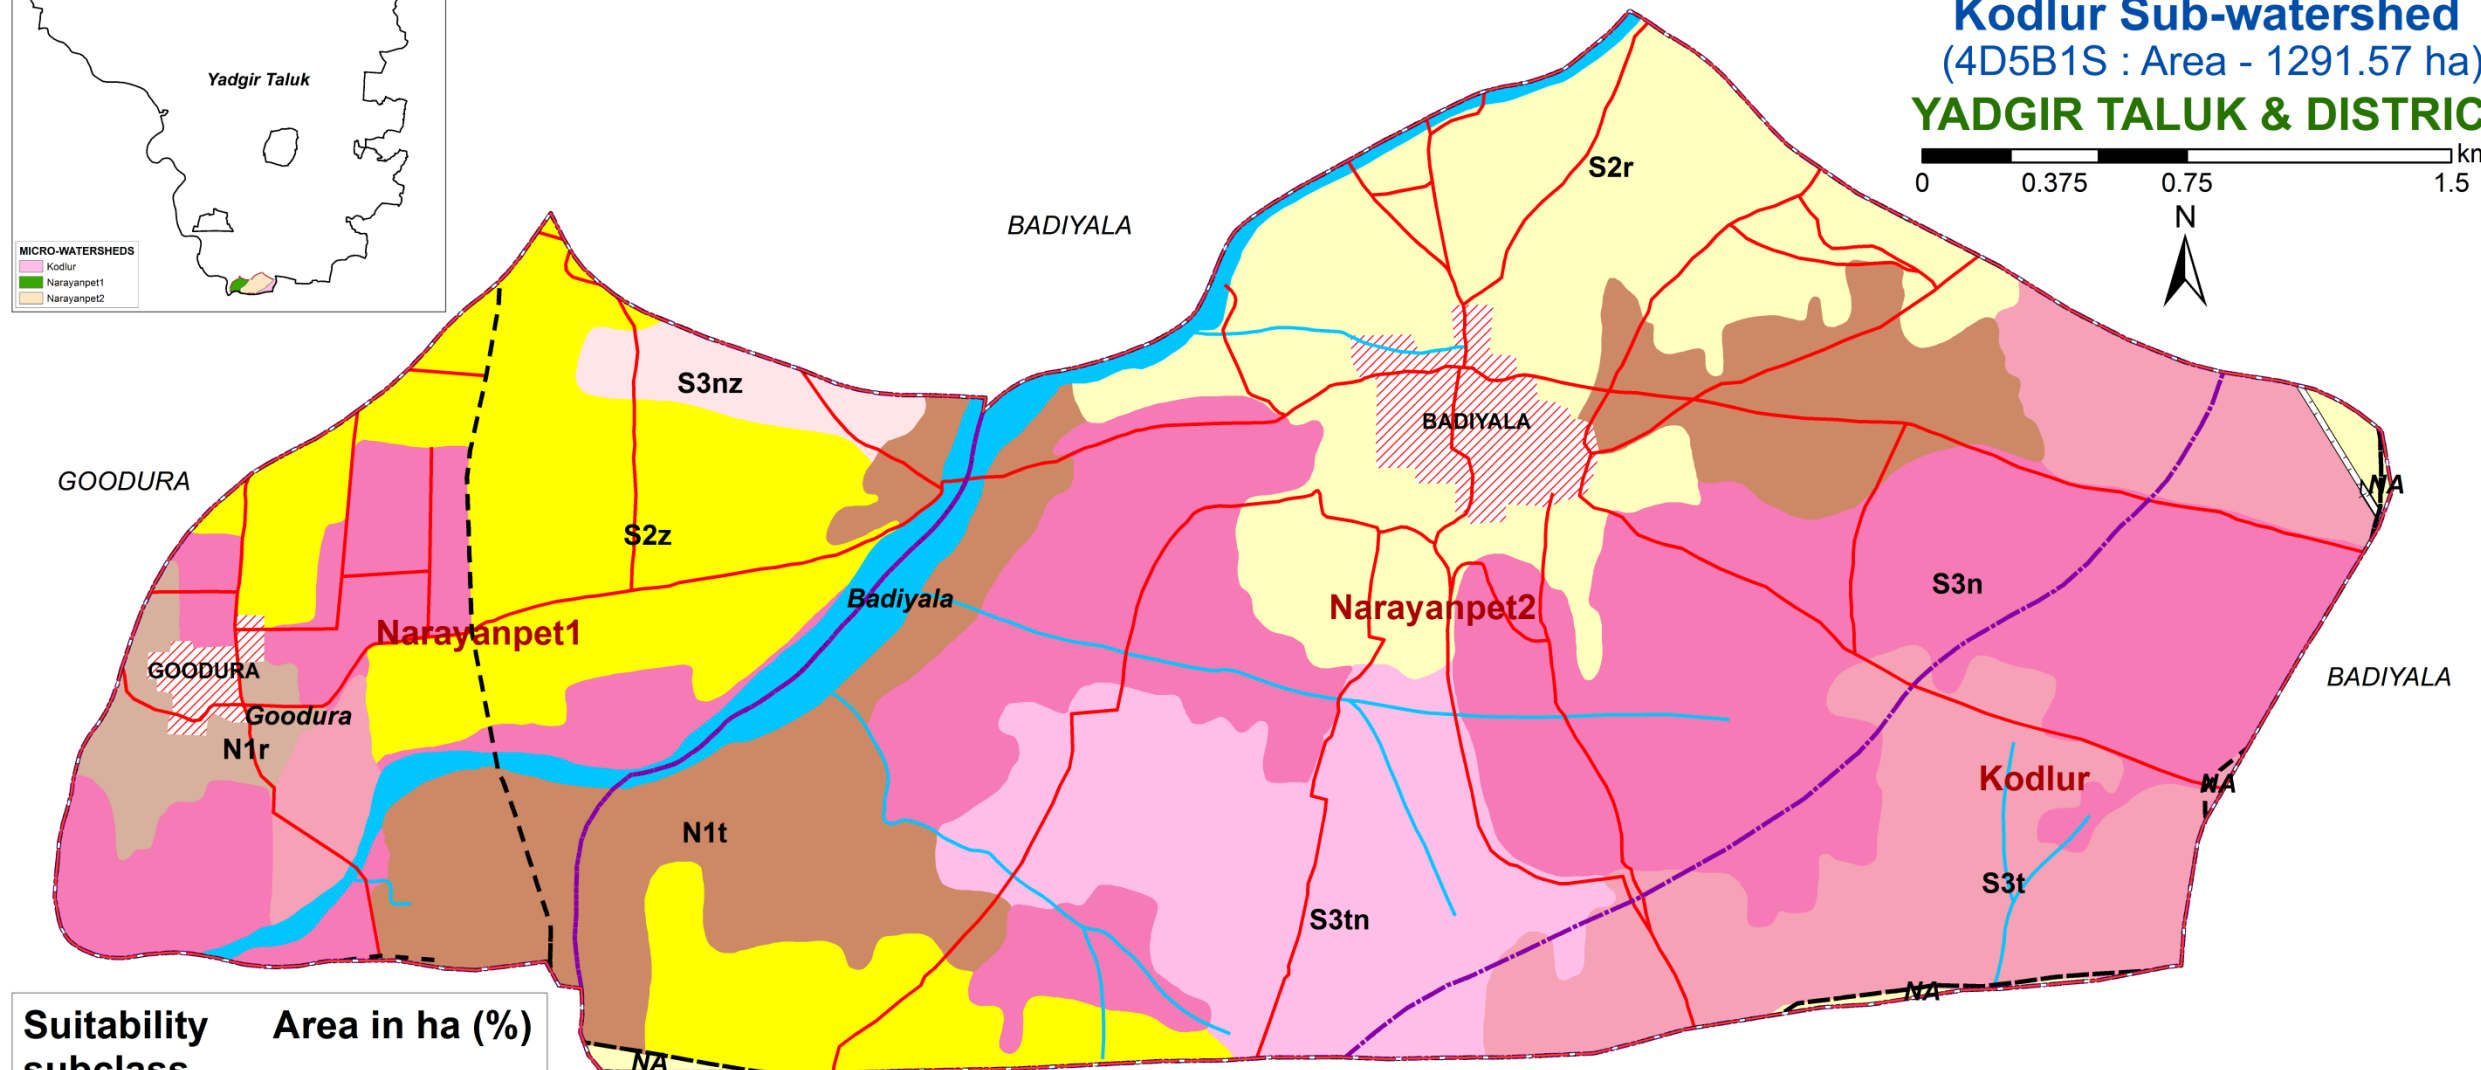 Kodlur Sub-watershed
(4D5B1S : Area - 1291.57 ha)
YADGIR TALUK & DISTRIC
km
0 0.375 0.75 1.5
N
Yadgir Taluk
MICRO-WATERSHEDS
Kodlur
Narayanpet1
Narayanpet2
BADIYALA
S2r
S3nz
BADIYALA
GOODURA
NA
S2z
S3n
Badiyala
Narayanpet2
Narayanpet1
GOODURA
BADIYALA
Goodura
N1r
Kodlur
NA
N1t
S3t
S3tn
NA
NA
Suitability Area in ha (%)
subclass